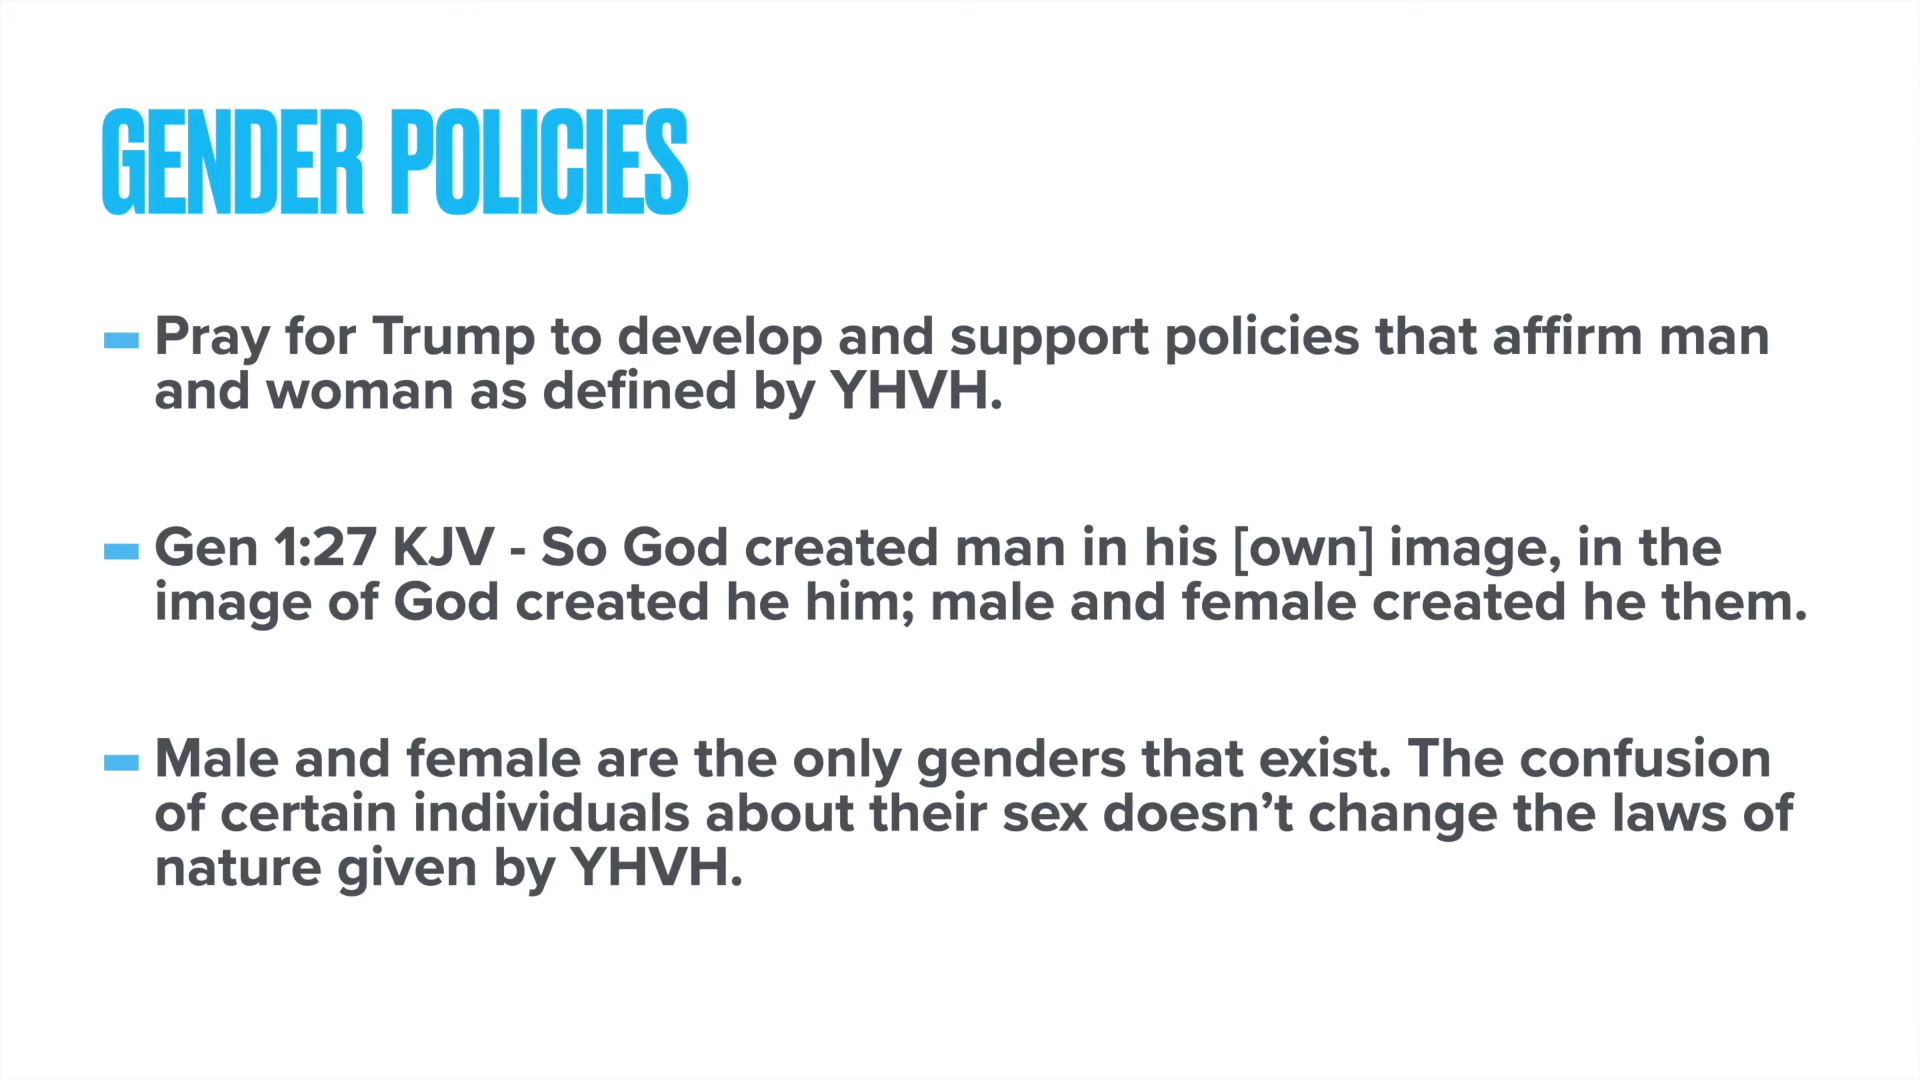 GENDER POLICIES
Pray for Trump to develop and support policies that affirm man
and woman as defined by YHVH.
Gen 1:27 KJV - So God created man in his [own] image, in the
image of God created he him; male and female created he them.
Male and female are the only genders that exist. The confusion
of certain individuals about their sex doesn’t change the laws of
nature given by YHVH.